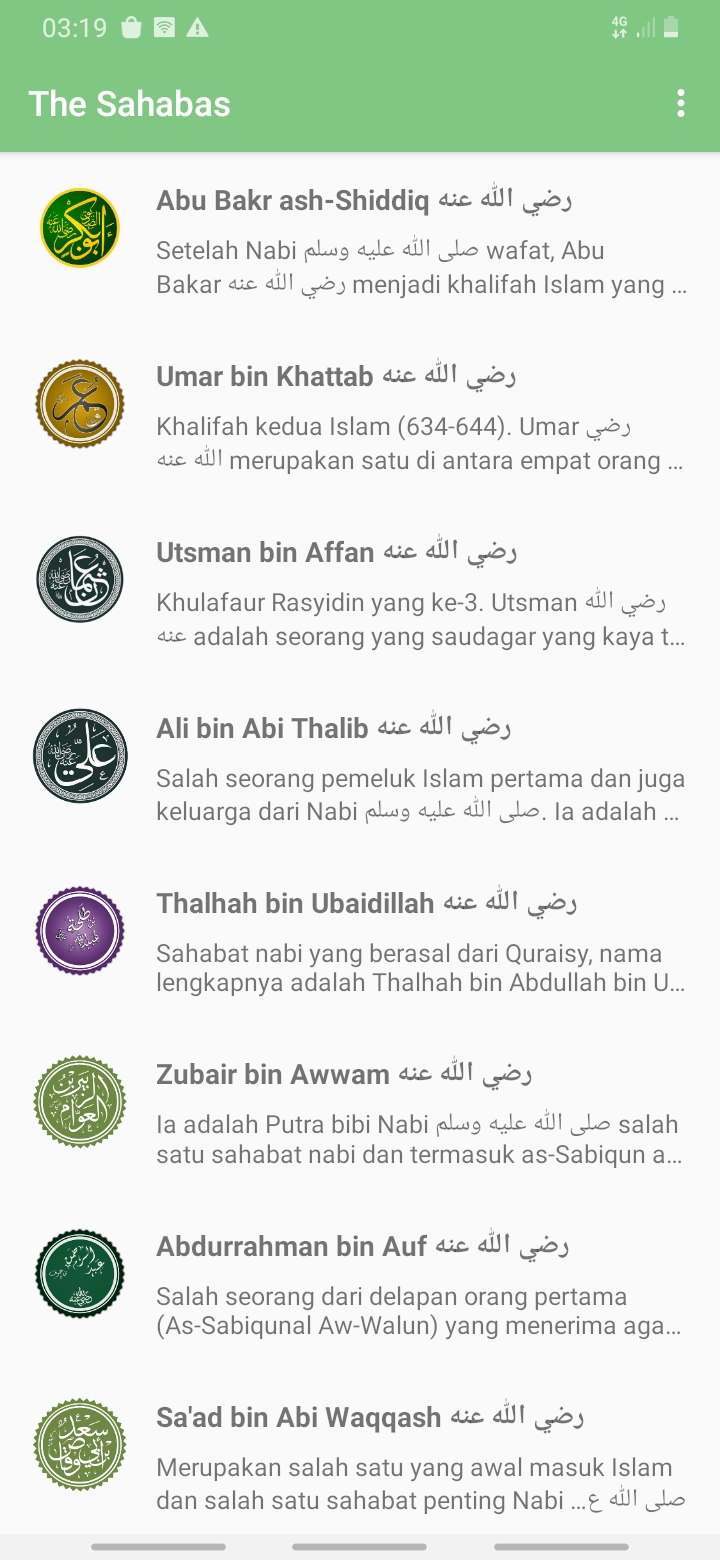 03:19
4G
The Sahabas
Abu Bakr ash-Shiddiq رضي الله عنه
Setelah Nabi صلى الله عليه وسلم wafat, Abu
Bakar رضي الله عنه menjadi khalifah Islam yang ...
Umar bin Khattab رضي الله عنه
Khalifah kedua Islam (634-644). Umar رضي
الله عنه merupakan satu di antara empat orang ...
Utsman bin Affan رضي الله عنه
Khulafaur Rasyidin yang ke-3. Utsman رضي الله
عنه adalah seorang yang saudagar yang kaya t...
Ali bin Abi Thalib رضي الله عنه
Salah seorang pemeluk Islam pertama dan juga
keluarga dari Nabi صلى الله عليه وسلم. Ia adalah ...
Thalhah bin Ubaidillah رضي الله عنه
Sahabat nabi yang berasal dari Quraisy, nama
lengkapnya adalah Thalhah bin Abdullah bin U...
Zubair bin Awwam رضي الله عنه
Ia adalah Putra bibi Nabi صلى الله عليه وسلم salah
satu sahabat nabi dan termasuk as-Sabiqun a...
Abdurrahman bin Auf رضي الله عنه
Salah seorang dari delapan orang pertama
(As-Sabiqunal Aw-Walun) yang menerima aga...
Sa'ad bin Abi Waqqash رضي الله عنه
Merupakan salah satu yang awal masuk Islam
dan salah satu sahabat penting Nabi صلى الله ع...